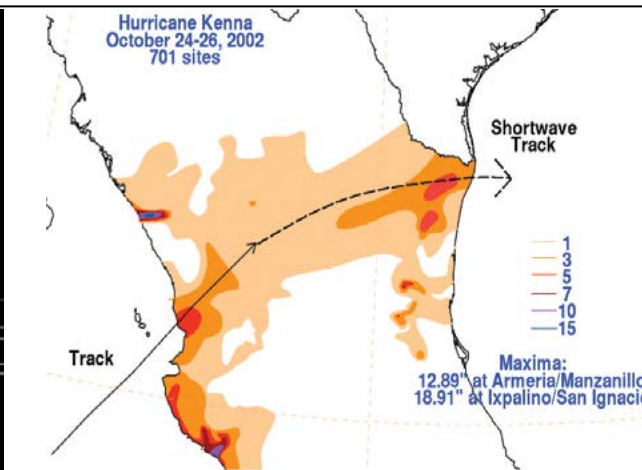 Hurricane Kenna
October 24-26, 2002
701 sites
Shortwave
Track
1
3
5
7
10
15
Track
Maxima:
12.89" at Armeria/Manzanillo
18.91" at Ixpalino/San Ignacio